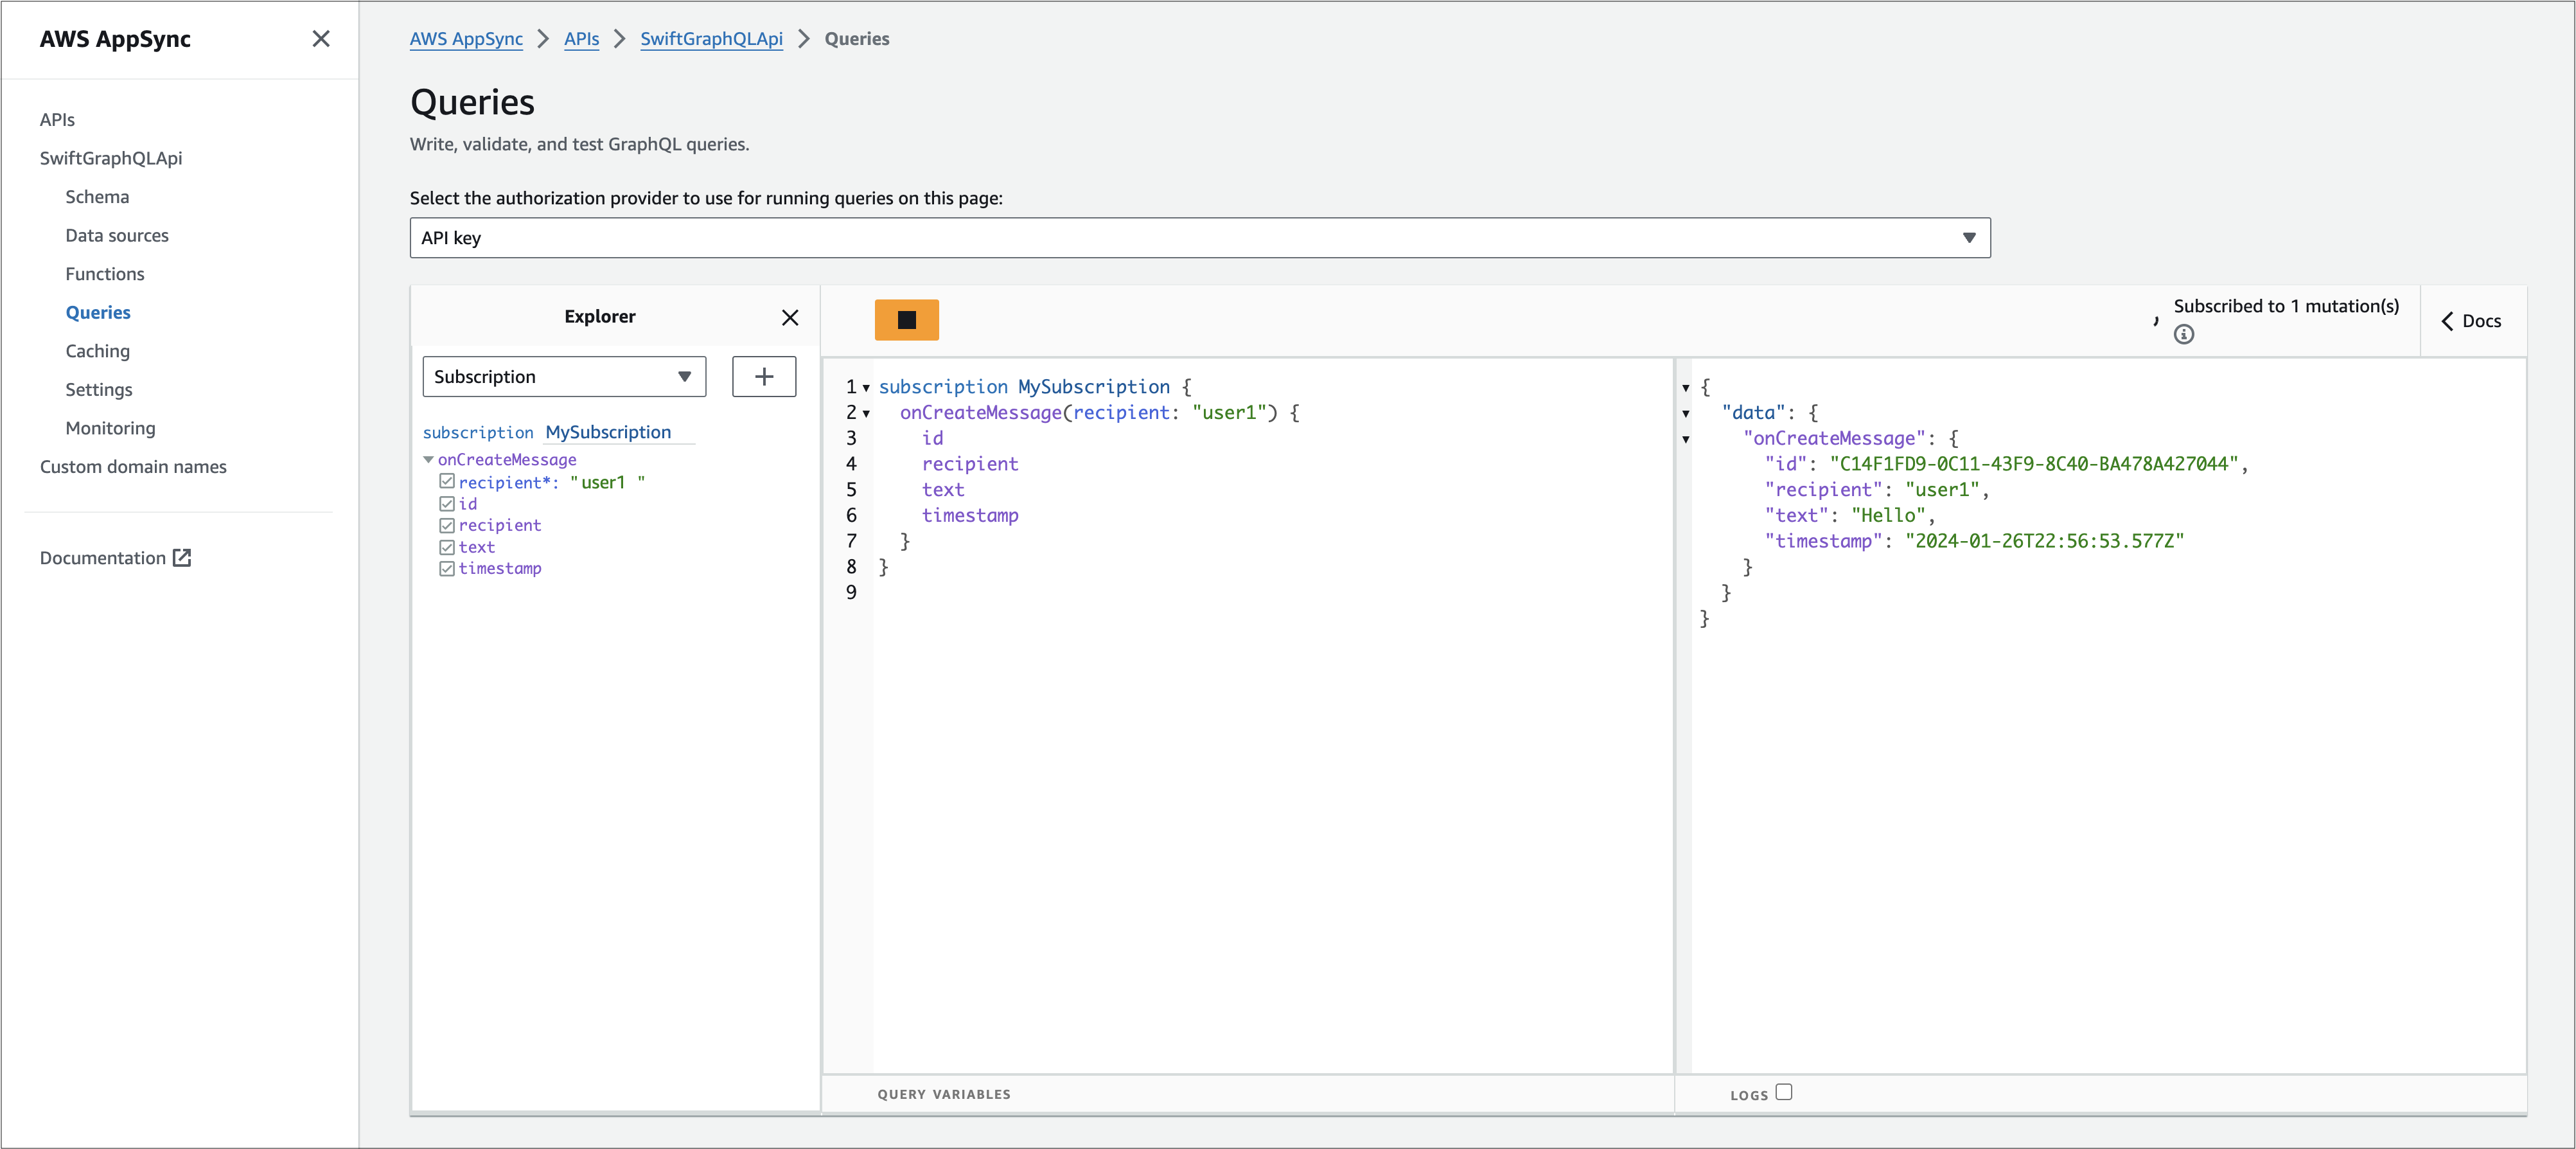 AWS AppSync
APIs
SwiftGraphQLApi
Schema
Data sources
Functions
Queries
Caching
Settings
Monitoring
Custom domain names
Documentation
AWS AppSync > APIs > SwiftGraphQLApi > Queries
Queries
Write, validate, and test GraphQL queries.
Select the authorization provider to use for running queries on this page:
API key
Explorer
Subscription
+
subscription MySubscription
onCreateMessage
recipient*: "user1 "
id
recipient
text
timestamp
Subscribed to 1 mutation(s)
Docs
1 subscription MySubscription {
2 onCreateMessage(recipient: "user1") {
3 id
4 recipient
5 text
6 timestamp
7 }
8 }
9
QUERY VARIABLES
{
"data": {
"onCreateMessage": {
"id": "C14F1FD9-0C11-43F9-8C40-BA478A427044",
"recipient": "user1",
"text": "Hello",
"timestamp": "2024-01-26T22:56:53.577Z"
}
}
}
LOGS